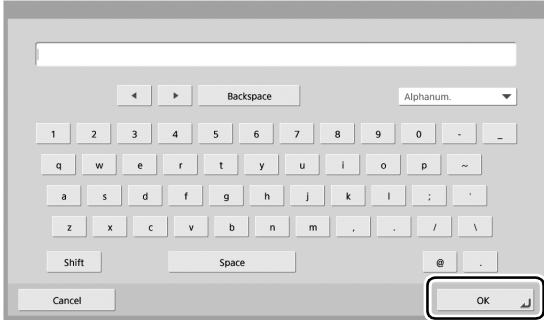 Backspace Alphanum.
1 2 3 4 5 6 7 8 9 0 - _
q w e r t y u i o p ~
a s d f g h j k l ; '
z x c v b n m , . / \
Shift Space @ .
Cancel OK